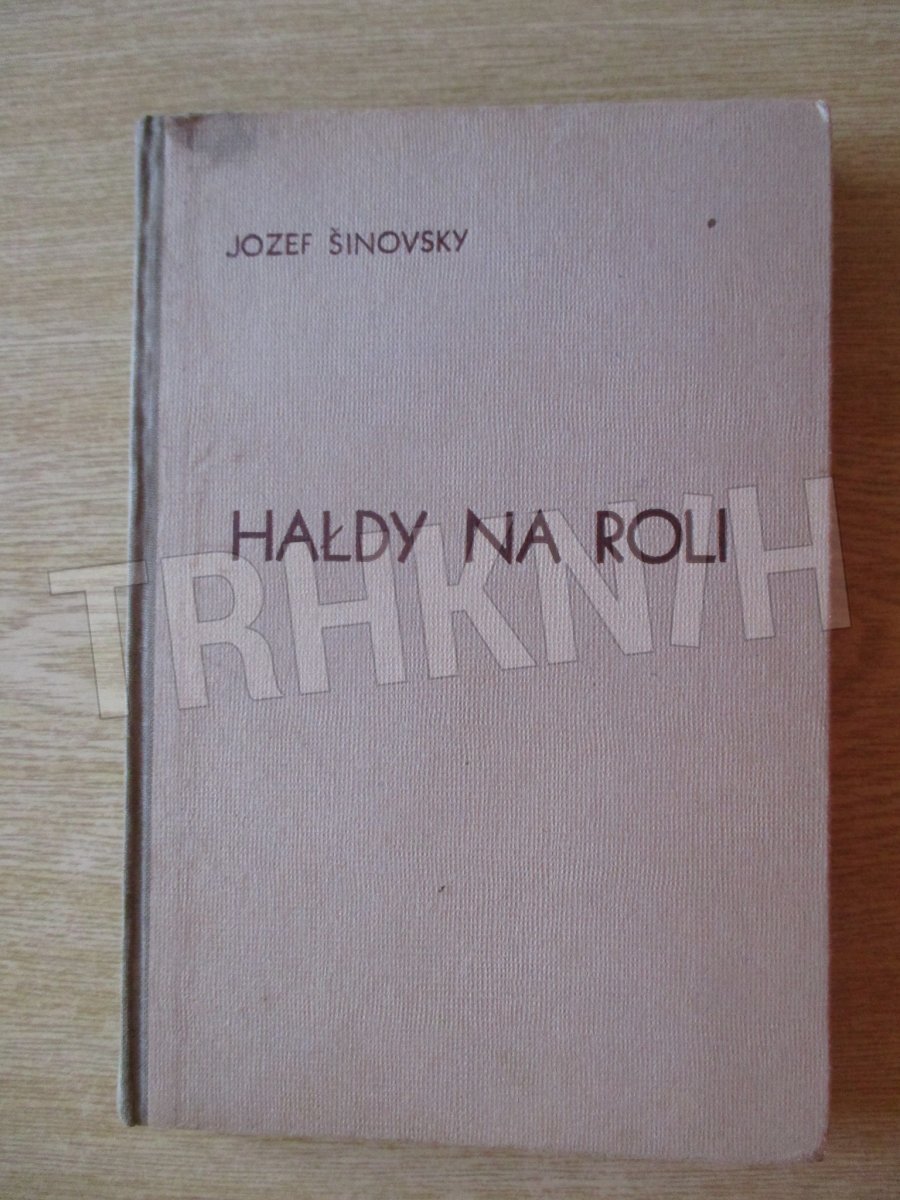 JOZEF ŠINOVSKY
HAŁDY NA ROLI
TRHKNIH